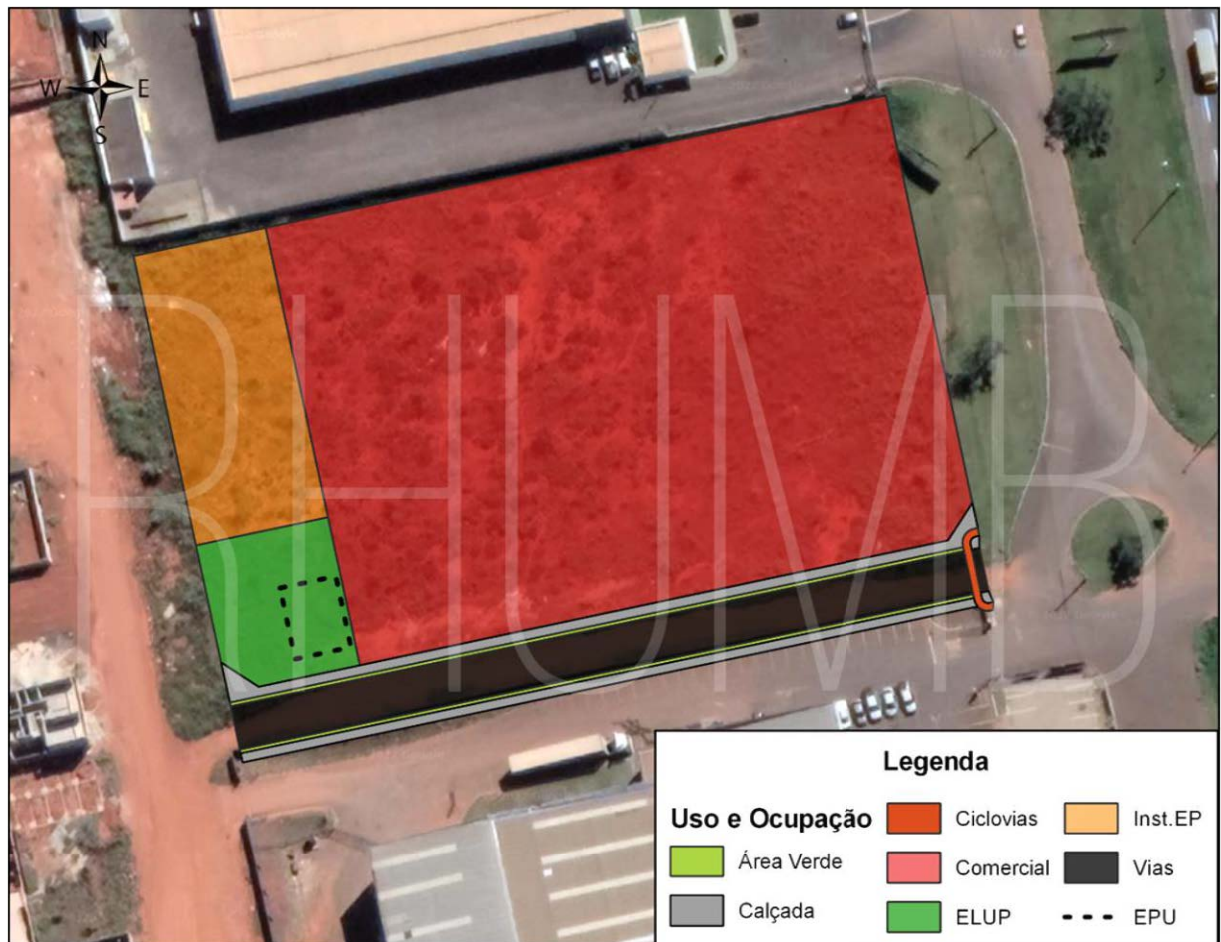 N
W E
S
RHUMB
Legenda
Uso e Ocupação
Área Verde
Calçada
Ciclovias
Comercial
ELUP
Inst.EP
Vias
EPU